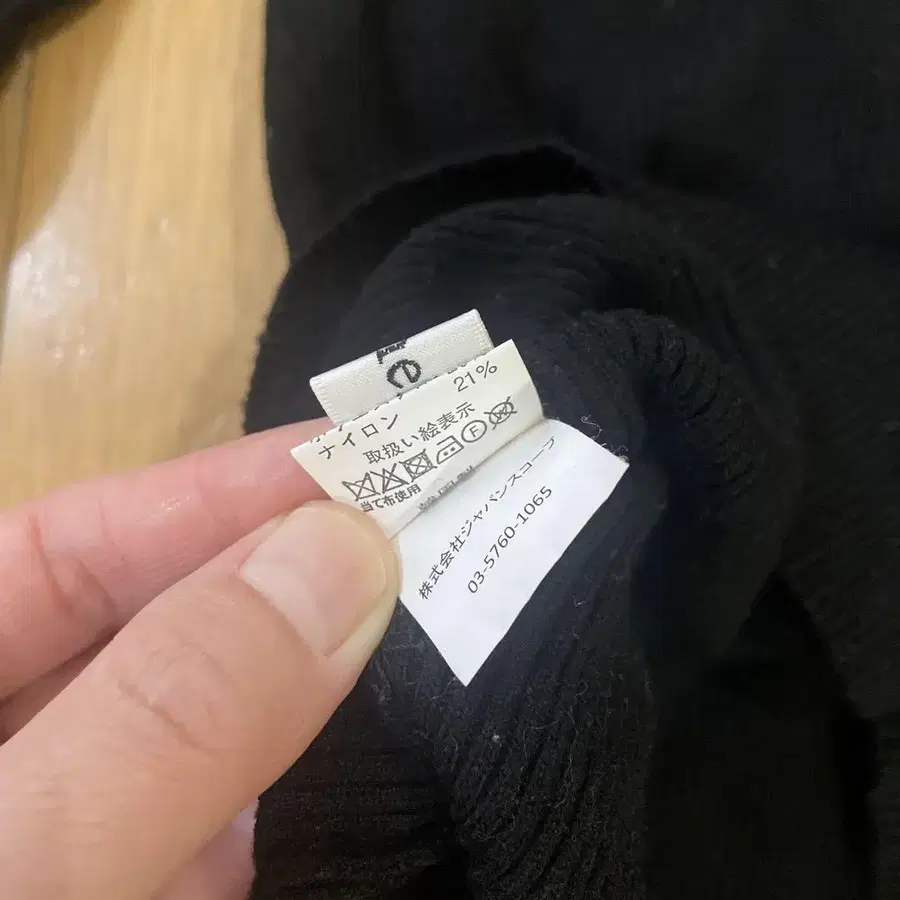 21%
ナイロン
取扱い絵表示
F
当て布使用
株式会社ジャパンスコープ
03-5760-1065